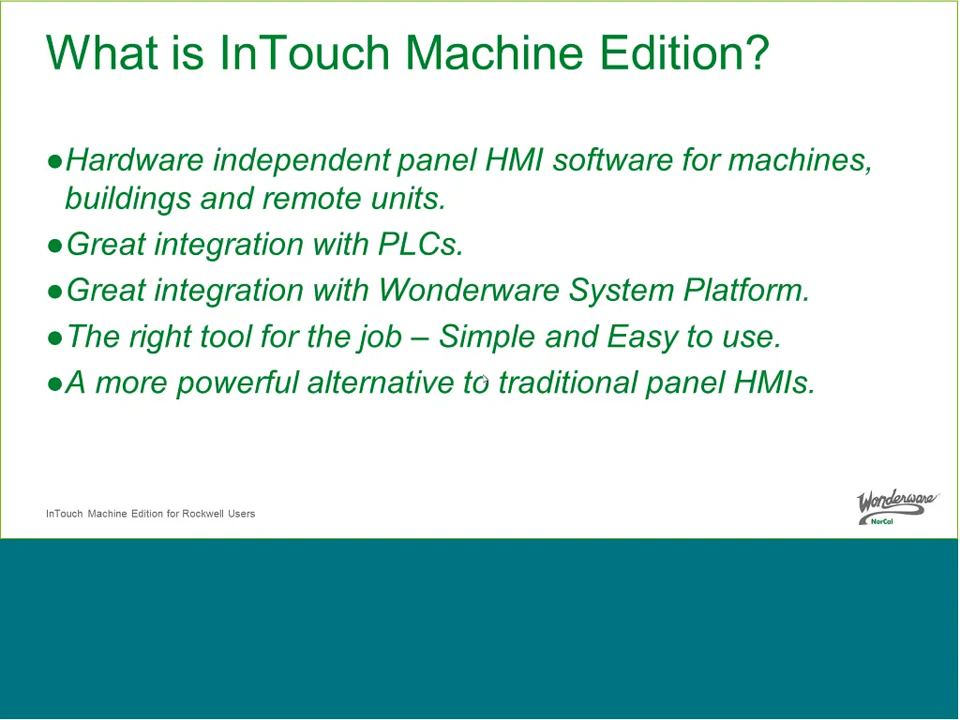 What is InTouch Machine Edition?
●Hardware independent panel HMI software for machines,
buildings and remote units.
●Great integration with PLCs.
●Great integration with Wonderware System Platform.
●The right tool for the job – Simple and Easy to use.
●A more powerful alternative to traditional panel HMIs.
InTouch Machine Edition for Rockwell Users
Wonderware
NorCal